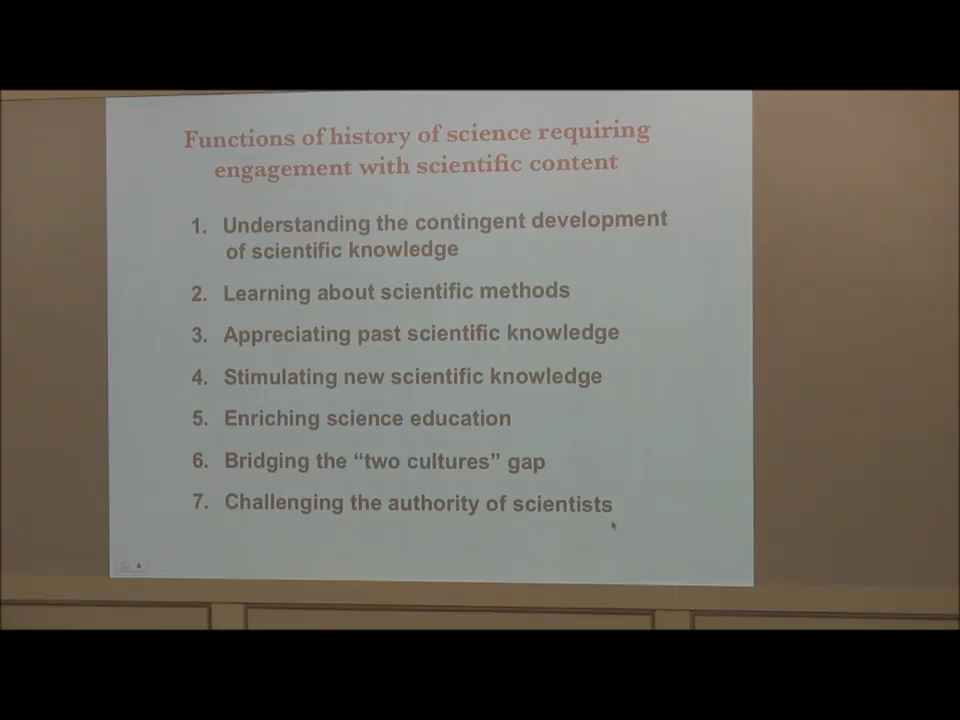 Functions of history of science requiring
engagement with scientific content
1. Understanding the contingent development
of scientific knowledge
2. Learning about scientific methods
3. Appreciating past scientific knowledge
4. Stimulating new scientific knowledge
5. Enriching science education
6. Bridging the “two cultures” gap
7. Challenging the authority of scientists